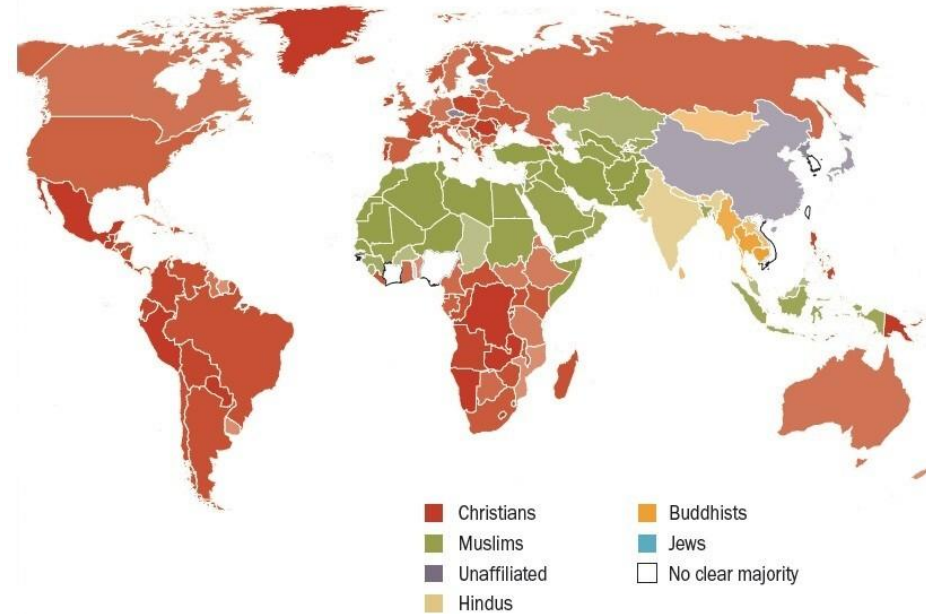 Christians
Muslims
Unaffiliated
Hindus
Buddhists
Jews
No clear majority